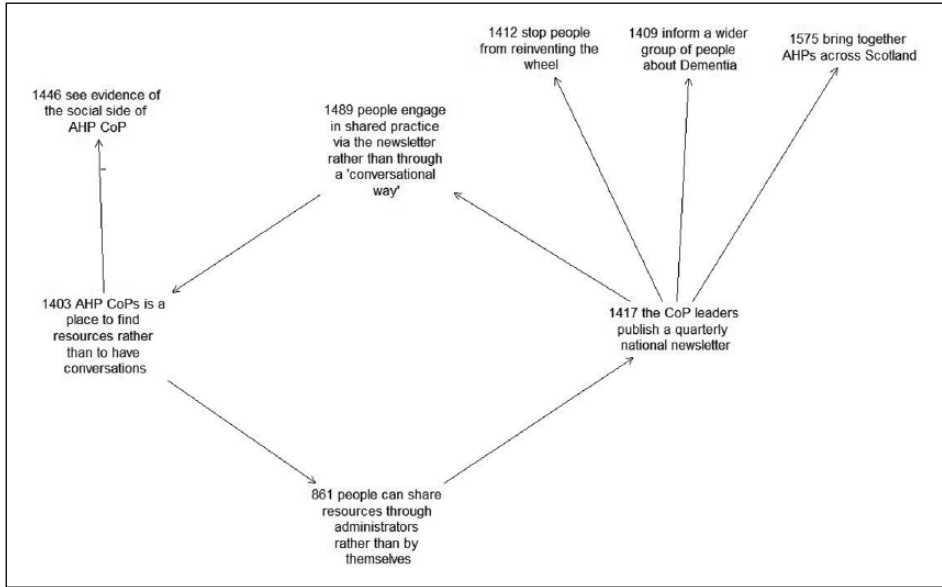 1412 stop people
from reinventing the
wheel
1409 inform a wider
group of people
about Dementia
1575 bring together
AHPs across Scotland
1446 see evidence of
the social side of
AHP CoP
1489 people engage
in shared practice
via the newsletter
rather than through
a 'conversational
way'
1403 AHP CoPs is a
place to find
resources rather
than to have
conversations
1417 the CoP leaders
publish a quarterly
national newsletter
861 people can share
resources through
administrators
rather than by
themselves